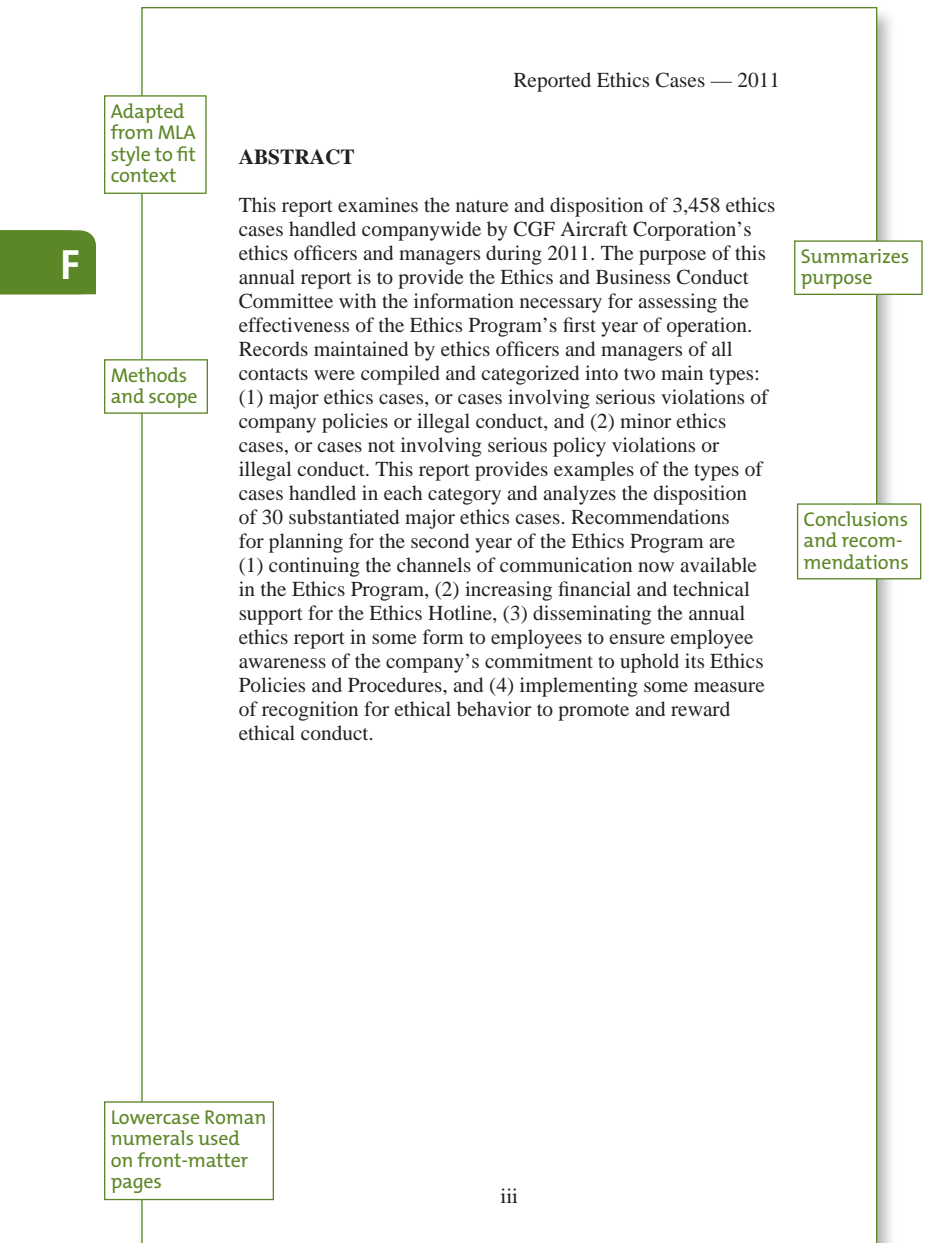 Reported Ethics Cases — 2011
Adapted
from MLA
style to fit
context
ABSTRACT
This report examines the nature and disposition of 3,458 ethics
cases handled companywide by CGF Aircraft Corporation's
ethics officers and managers during 2011. The purpose of this
annual report is to provide the Ethics and Business Conduct
Committee with the information necessary for assessing the
effectiveness of the Ethics Program's first year of operation.
Records maintained by ethics officers and managers of all
contacts were compiled and categorized into two main types:
(1) major ethics cases, or cases involving serious violations of
company policies or illegal conduct, and (2) minor ethics
cases, or cases not involving serious policy violations or
illegal conduct. This report provides examples of the types of
cases handled in each category and analyzes the disposition
of 30 substantiated major ethics cases. Recommendations
for planning for the second year of the Ethics Program are
(1) continuing the channels of communication now available
in the Ethics Program, (2) increasing financial and technical
support for the Ethics Hotline, (3) disseminating the annual
ethics report in some form to employees to ensure employee
awareness of the company's commitment to uphold its Ethics
Policies and Procedures, and (4) implementing some measure
of recognition for ethical behavior to promote and reward
ethical conduct.
F
Summarizes
purpose
Methods
and scope
Conclusions
and recom-
mendations
Lowercase Roman
numerals used
on front-matter
pages
iii